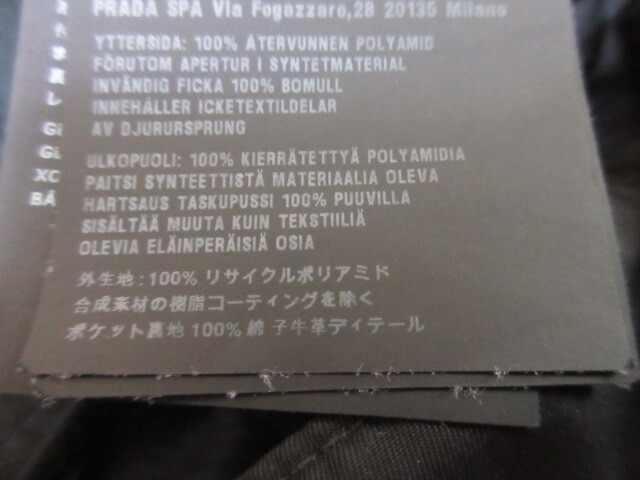 PRADA SPA Via Fogazzaro,28 20135 Milano
YTTERSIDA: 100% ÅTERVUNNEN POLYAMID
FÖRUTOM APERTUR I SYNTETMATERIAL
INVÄNDIG FICKA 100% BOMULL
INNEHÅLLER ICKETEXTILDELAR
AV DJURURSPRUNG
ULKOPUOLI: 100% KIERRÄTETTYÄ POLYAMIDIA
PAITSI SYNTEETTISTÄ MATERIAALIA OLEVA
HARTSAUS TASKUPUSSI 100% PUUVILLA
SISÄLTÄÄ MUUTA KUIN TEKSTIILIÄ
OLEVIA ELÄINPERÄISIÄ OSIA
外生地:100% リサイクルポリアミド
合成素材の樹脂コーティングを除く
ポケット裏地100%綿 子牛革ディテール